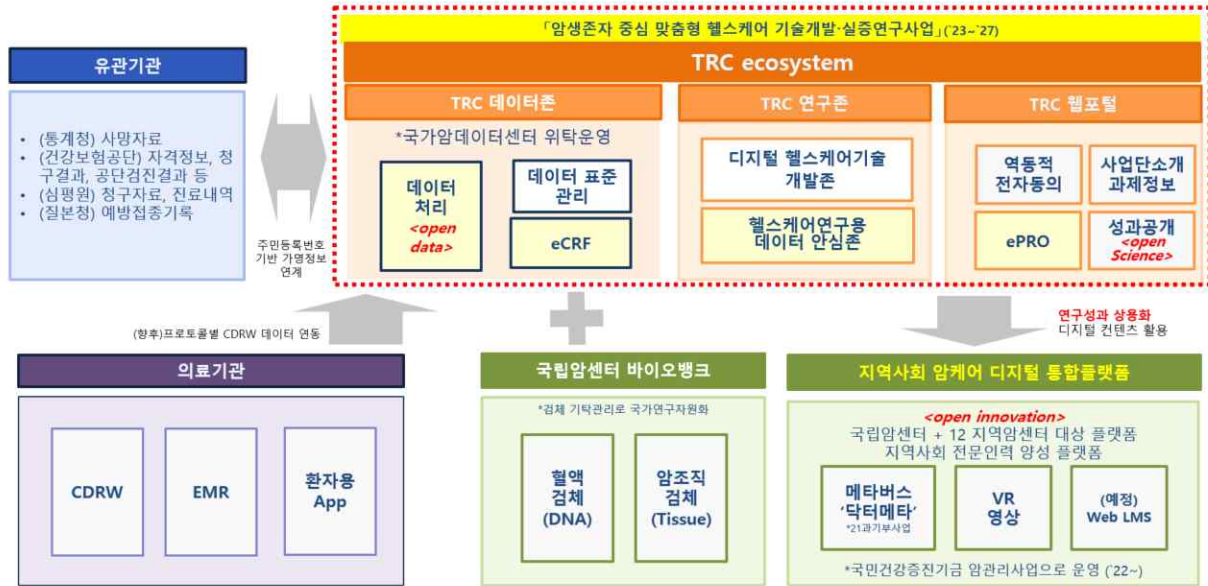 「암생존자 중심 맞춤형 헬스케어 기술개발·실증연구사업」(`23~`27)
TRC ecosystem
유관기관
• (통계청) 사망자료
• (건강보험공단) 자격정보, 청
구결과, 공단검진결과 등
• (심평원) 청구자료, 진료내역
• (질본청) 예방접종기록
주민등록번호
기반 가명정보
연계
TRC 데이터존
*국가암데이터센터 위탁운영
데이터
처리
<open
data>
데이터 표준
관리
eCRF
TRC 연구존
디지털 헬스케어기술
개발존
헬스케어연구용
데이터 안심존
TRC 웹포털
역동적
전자동의
사업단소개
과제정보
ePRO
성과공개
<open
Science>
(향후)프로토콜별 CDRW 데이터 연동
연구성과 상용화
디지털 컨텐츠 활용
의료기관
CDRW
EMR
환자용
App
국립암센터 바이오뱅크
*검체 기탁관리로 국가연구자원화
혈액
검체
(DNA)
암조직
검체
(Tissue)
지역사회 암케어 디지털 통합플랫폼
<open innovation>
국립암센터 + 12 지역암센터 대상 플랫폼
지역사회 전문인력 양성 플랫폼
메타버스
‘닥터메타’
*21과기부사업
VR
영상
(예정)
Web LMS
*국민건강증진기금 암관리사업으로 운영 (`22~)